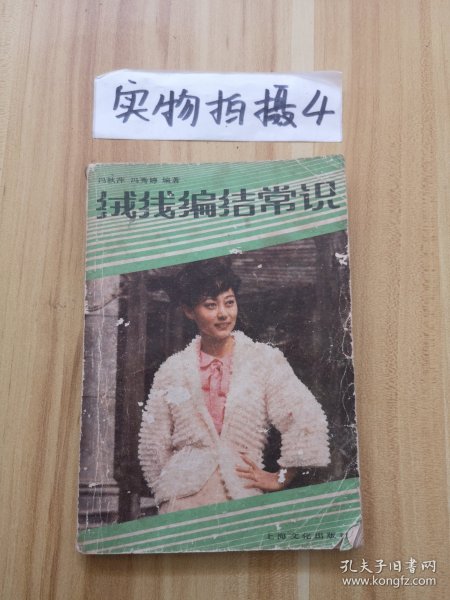 实物拍摄4
冯秋萍 冯秀婷 编著
绒线编结常识
上海文化出版社
孔夫子旧书网
www.kongfz.com